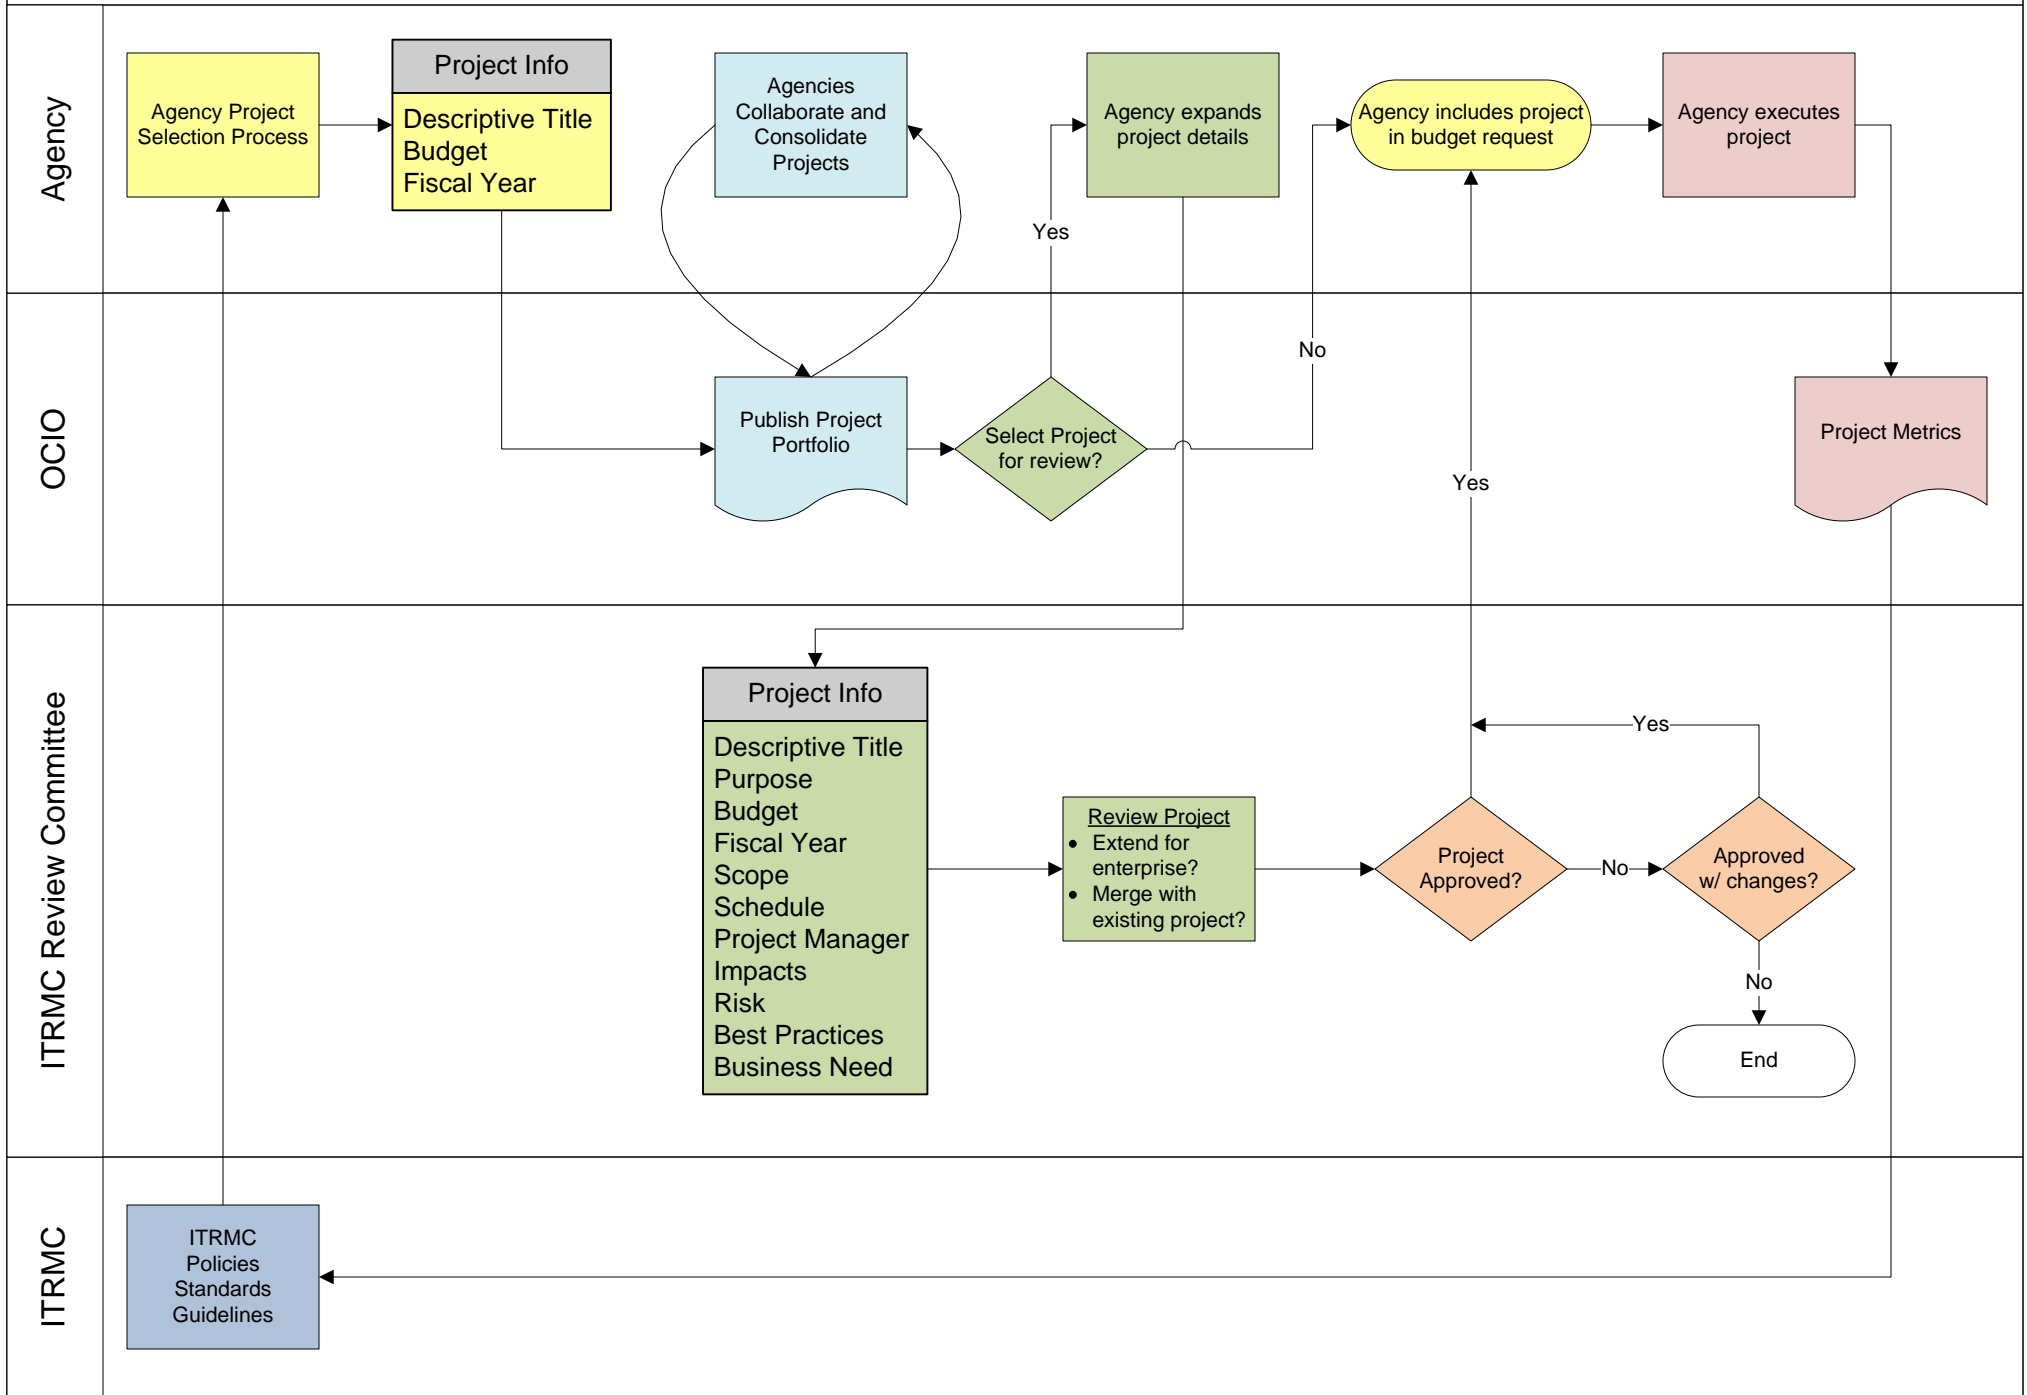 Agency
Agency Project
Selection Process
Project Info
Descriptive Title
Budget
Fiscal Year
Agencies
Collaborate and
Consolidate
Projects
Agency expands
project details
Agency includes project
in budget request
Agency executes
project
Yes
OCIO
No
Publish Project
Portfolio
Select Project
for review?
Yes
Project Metrics
ITRMC Review Committee
Project Info
Descriptive Title
Purpose
Budget
Fiscal Year
Scope
Schedule
Project Manager
Impacts
Risk
Best Practices
Business Need
Review Project
• Extend for
enterprise?
• Merge with
existing project?
Project
Approved?
No
Yes
Approved
w/ changes?
No
End
ITRMC
ITRMC
Policies
Standards
Guidelines